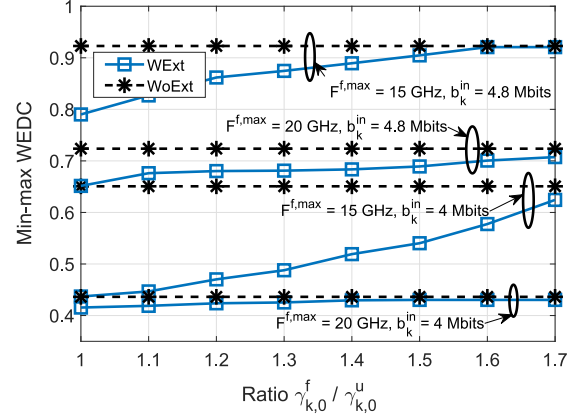 0.9
0.8
0.7
0.6
0.5
0.4
Min-max WEDC
WExt
WoExt
F^{f,max} = 15 GHz, b_k^{in} = 4.8 Mbits
F^{f,max} = 20 GHz, b_k^{in} = 4.8 Mbits
F^{f,max} = 15 GHz, b_k^{in} = 4 Mbits
F^{f,max} = 20 GHz, b_k^{in} = 4 Mbits
1 1.1 1.2 1.3 1.4 1.5 1.6 1.7
Ratio γ_{k,0}^f / γ_{k,0}^u